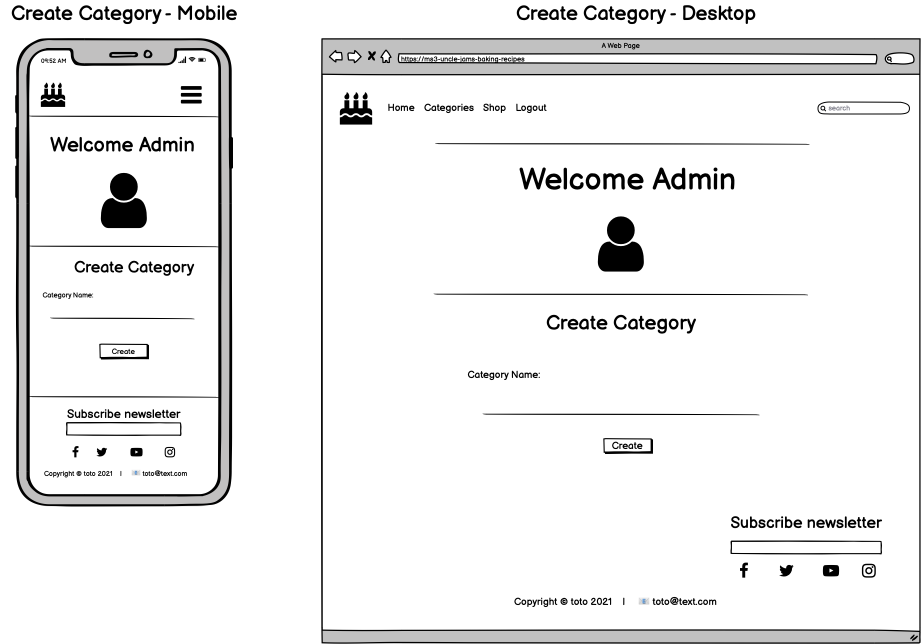 Create Category - Mobile
09:52 AM
Welcome Admin
Create Category
Category Name:
Create
Subscribe newsletter
Copyright © toto 2021 | toto@text.com
Create Category - Desktop
A Web Page
https://ms3-uncle-jams-baking-recipes
Home Categories Shop Logout
search
Welcome Admin
Create Category
Category Name:
Create
Subscribe newsletter
Copyright © toto 2021 | toto@text.com